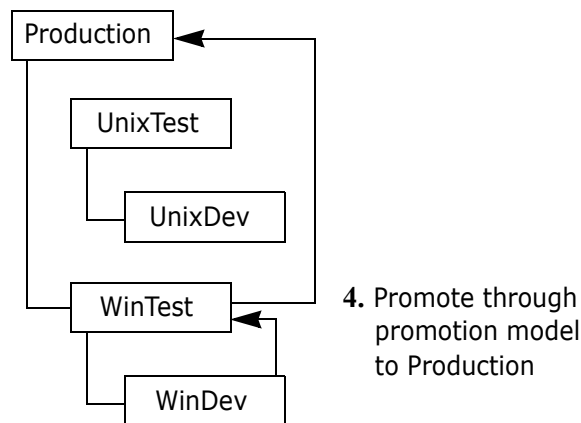 Production
UnixTest
UnixDev
WinTest
4. Promote through
promotion model
to Production
WinDev